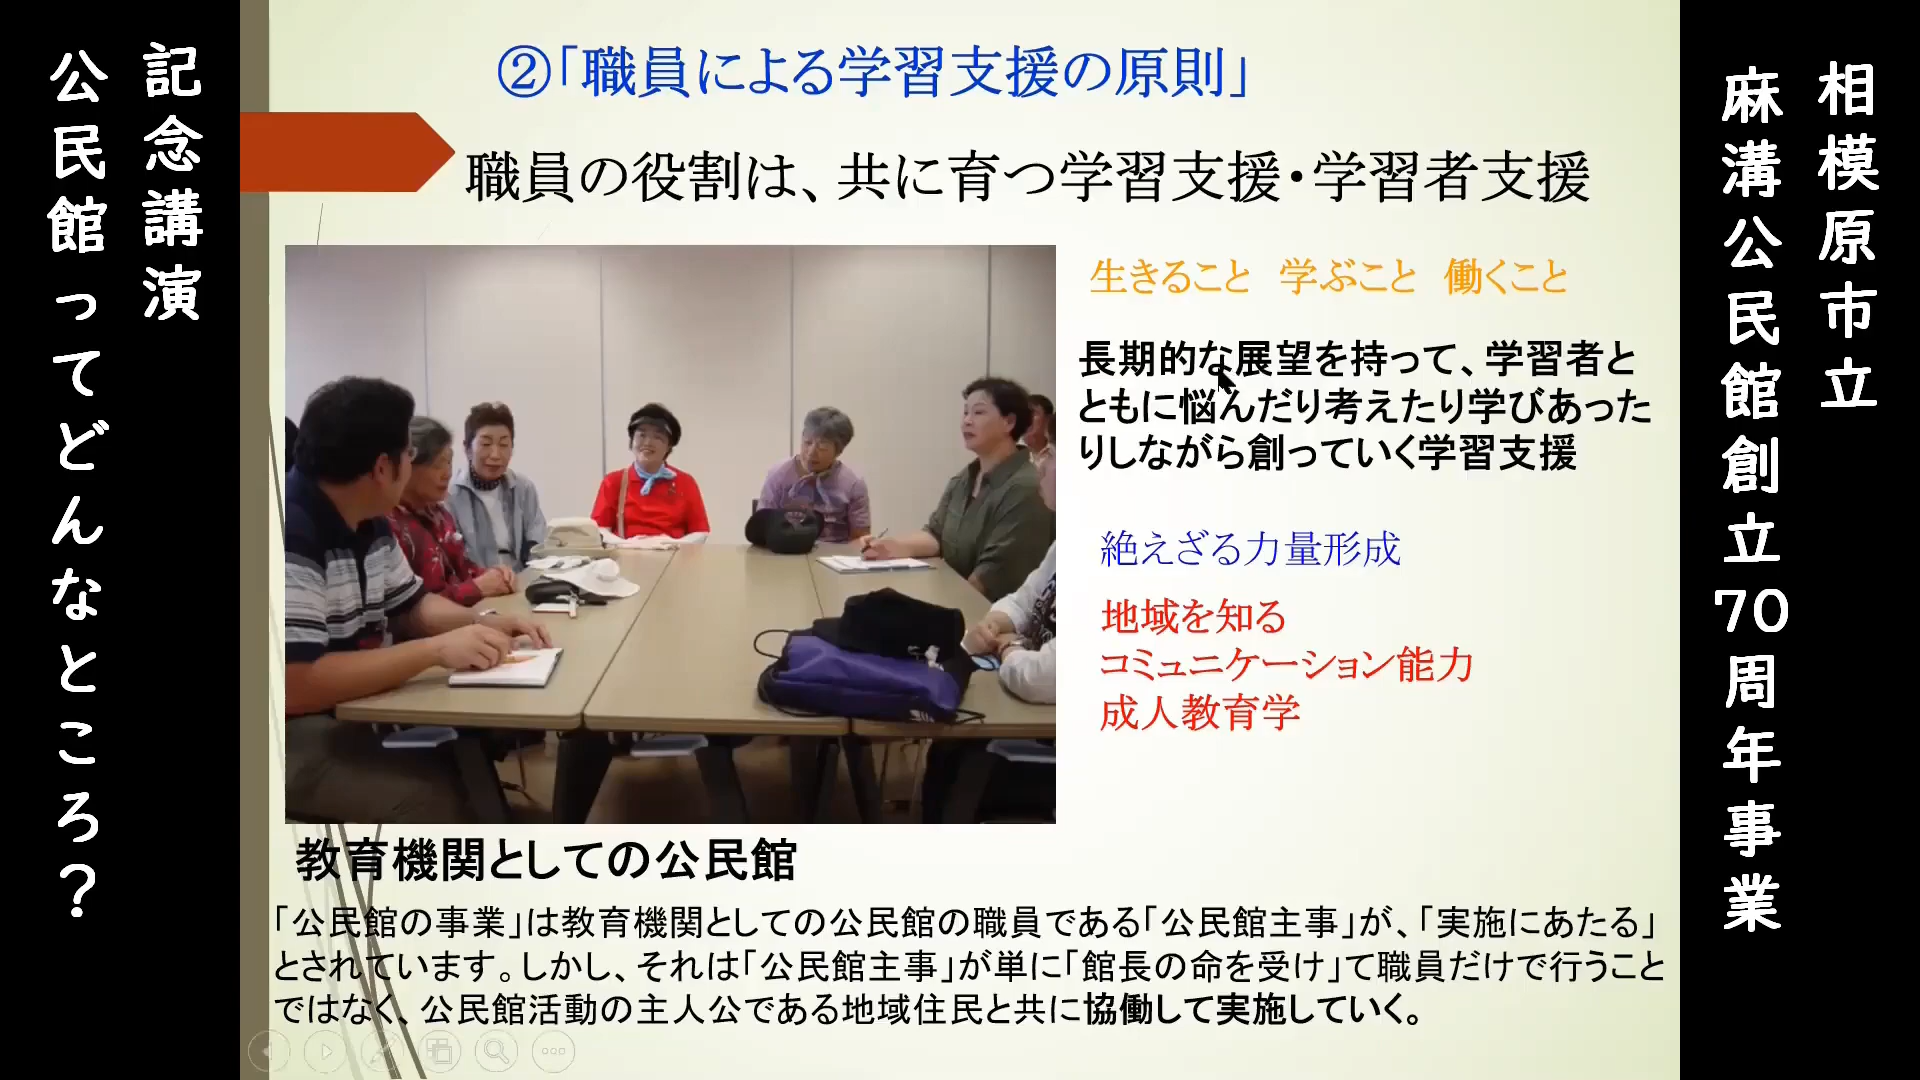 相模原市立
麻溝公民館創立70周年事業
②「職員による学習支援の原則」
職員の役割は、共に育つ学習支援・学習者支援
生きること　学ぶこと　働くこと
長期的な展望を持って、学習者と
ともに悩んだり考えたり学びあった
りしながら創っていく学習支援
絶えざる力量形成
地域を知る
コミュニケーション能力
成人教育学
教育機関としての公民館
「公民館の事業」は教育機関としての公民館の職員である「公民館主事」が、「実施にあたる」
とされています。しかし、それは「公民館主事」が単に「館長の命を受け」て職員だけで行うこと
ではなく、公民館活動の主人公である地域住民と共に協働して実施していく。
記念講演
公民館ってどんなところ？